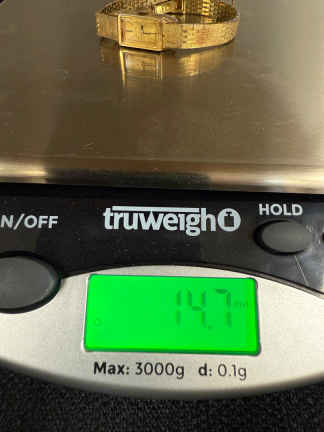 N/OFF
truweigh
HOLD
14.7
Max: 3000g d: 0.1g